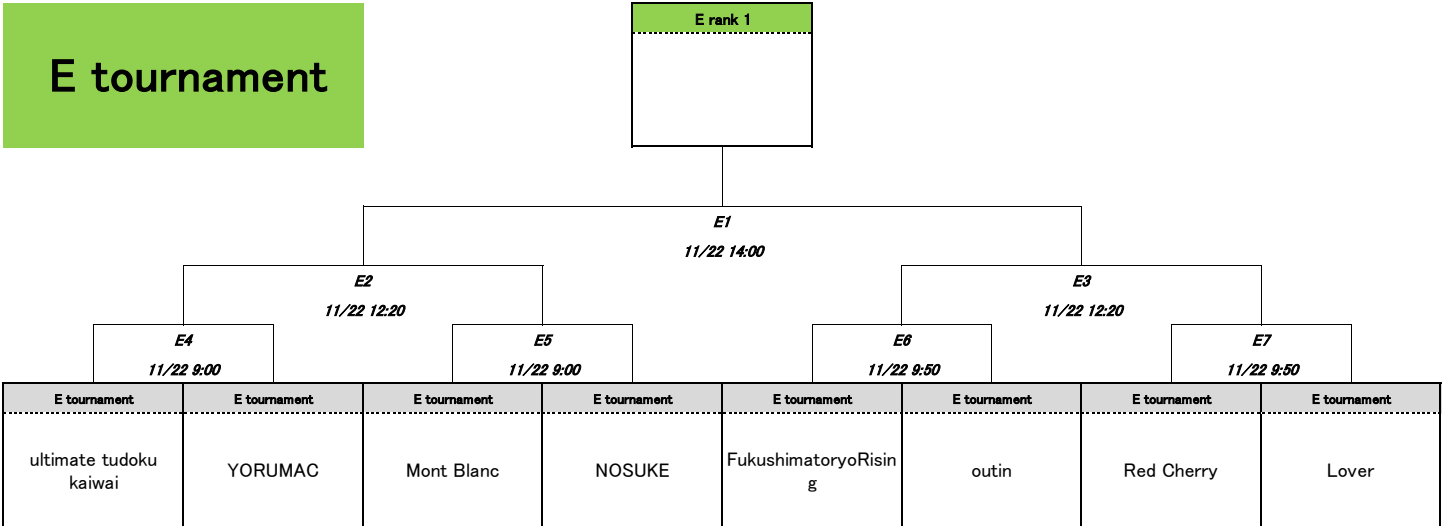 E rank 1
E tournament
E1
11/22 14:00
E2
E3
11/22 12:20
11/22 12:20
E4
E5
E6
E7
11/22 9:00
11/22 9:00
11/22 9:50
11/22 9:50
E tournament
E tournament
E tournament
E tournament
E tournament
E tournament
E tournament
E tournament
ultimate tudoku
kaiwai
YORUMAC
Mont Blanc
NOSUKE
FukushimatoryoRisin
g
outin
Red Cherry
Lover